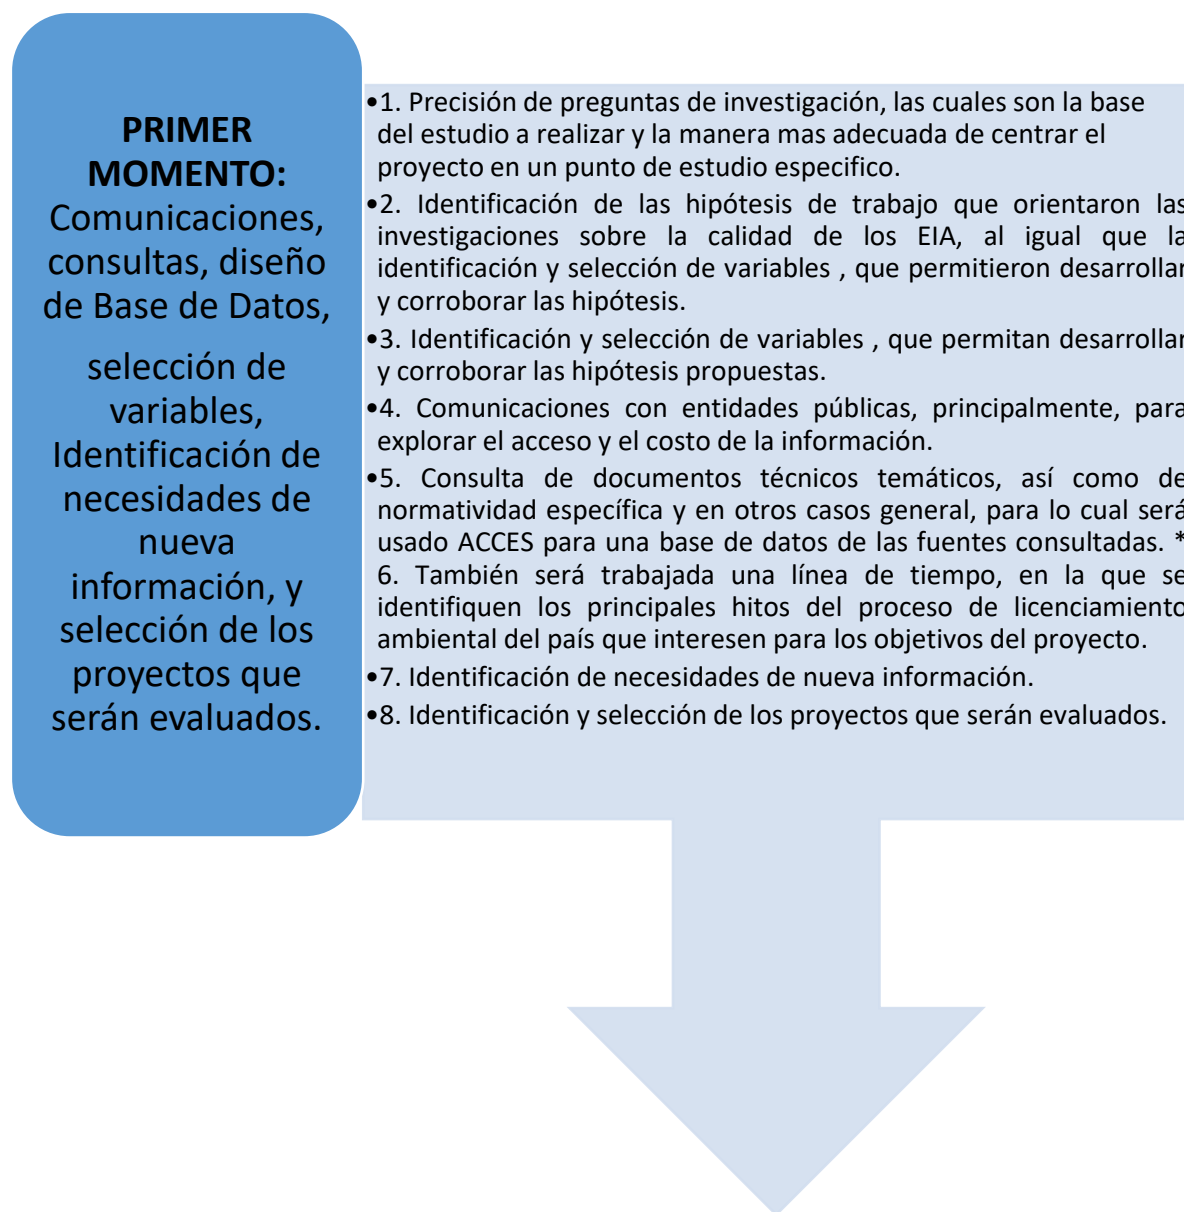 PRIMER
MOMENTO:
Comunicaciones,
consultas, diseño
de Base de Datos,
selección de
variables,
Identificación de
necesidades de
nueva
información, y
selección de los
proyectos que
serán evaluados.
•1. Precisión de preguntas de investigación, las cuales son la base
del estudio a realizar y la manera mas adecuada de centrar el
proyecto en un punto de estudio especifico.
•2. Identificación de las hipótesis de trabajo que orientaron las
investigaciones sobre la calidad de los EIA, al igual que la
identificación y selección de variables , que permitieron desarrollar
y corroborar las hipótesis.
•3. Identificación y selección de variables , que permitan desarrollar
y corroborar las hipótesis propuestas.
•4. Comunicaciones con entidades públicas, principalmente, para
explorar el acceso y el costo de la información.
•5. Consulta de documentos técnicos temáticos, así como de
normatividad específica y en otros casos general, para lo cual será
usado ACCES para una base de datos de las fuentes consultadas. *
6. También será trabajada una línea de tiempo, en la que se
identifiquen los principales hitos del proceso de licenciamiento
ambiental del país que interesen para los objetivos del proyecto.
•7. Identificación de necesidades de nueva información.
•8. Identificación y selección de los proyectos que serán evaluados.